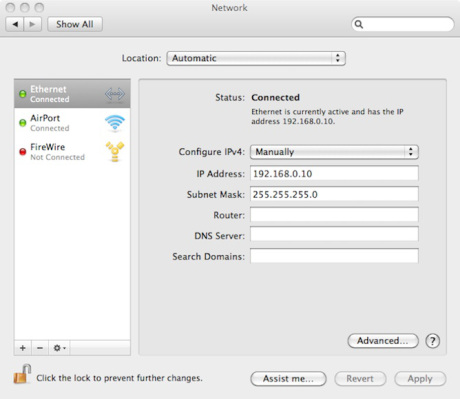 Network
Show All
Location: Automatic
Ethernet
Connected
AirPort
Connected
FireWire
Not Connected
Status: Connected
Ethernet is currently active and has the IP
address 192.168.0.10.
Configure IPv4: Manually
IP Address: 192.168.0.10
Subnet Mask: 255.255.255.0
Router:
DNS Server:
Search Domains:
Advanced... ?
Click the lock to prevent further changes.
Assist me... Revert Apply